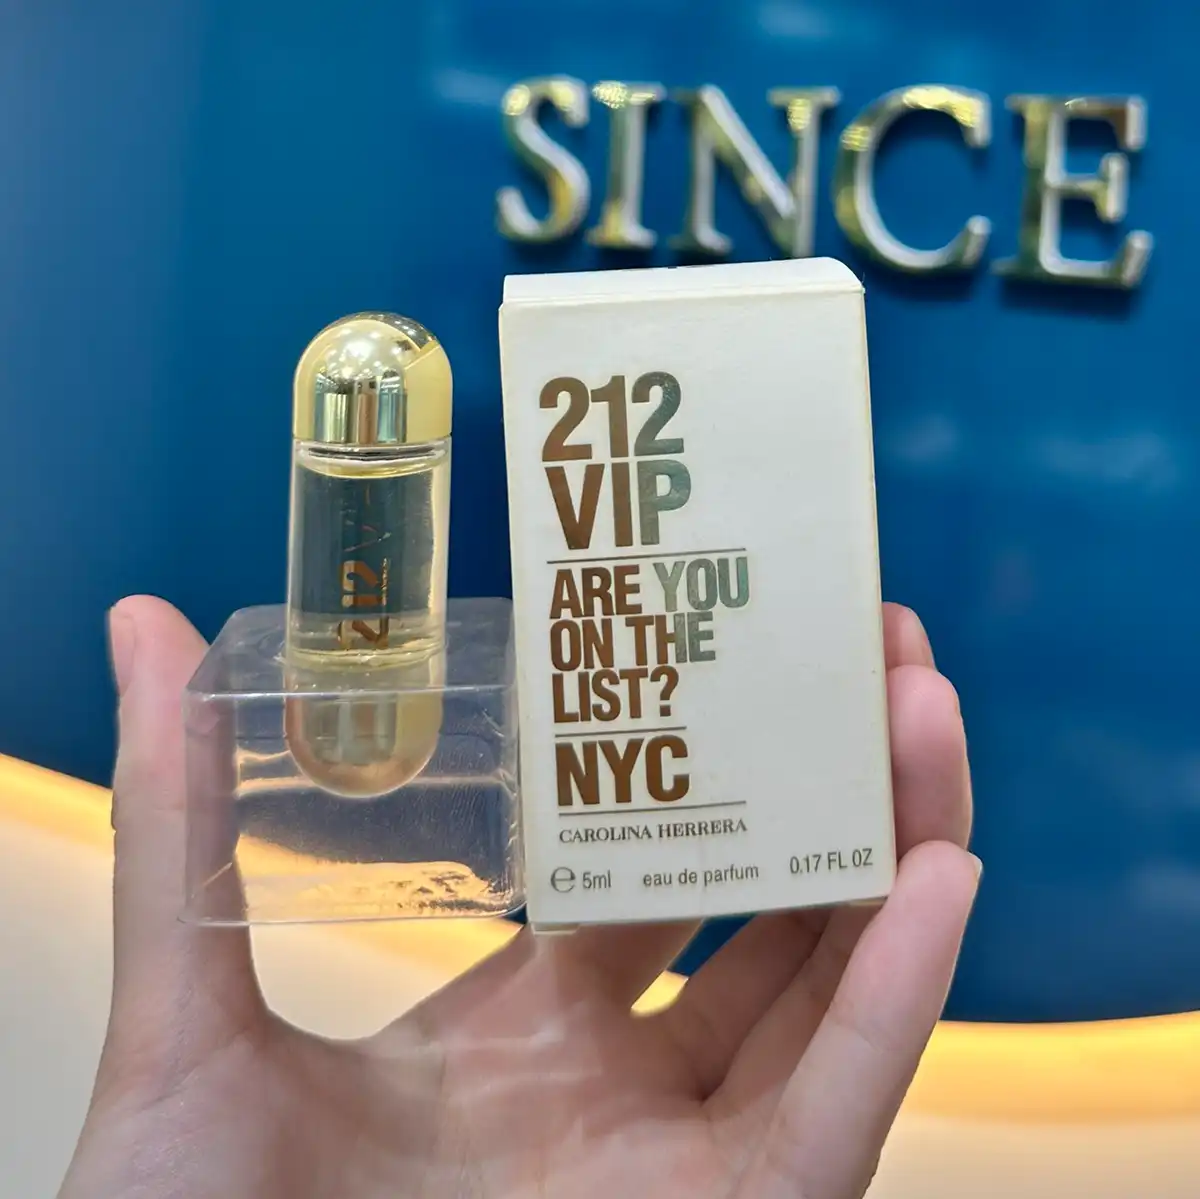 SINCE
212
VIP
ARE YOU
ON THE
LIST?
NYC
CAROLINA HERRERA
℮ 5ml eau de parfum 0.17 FL OZ
212 V